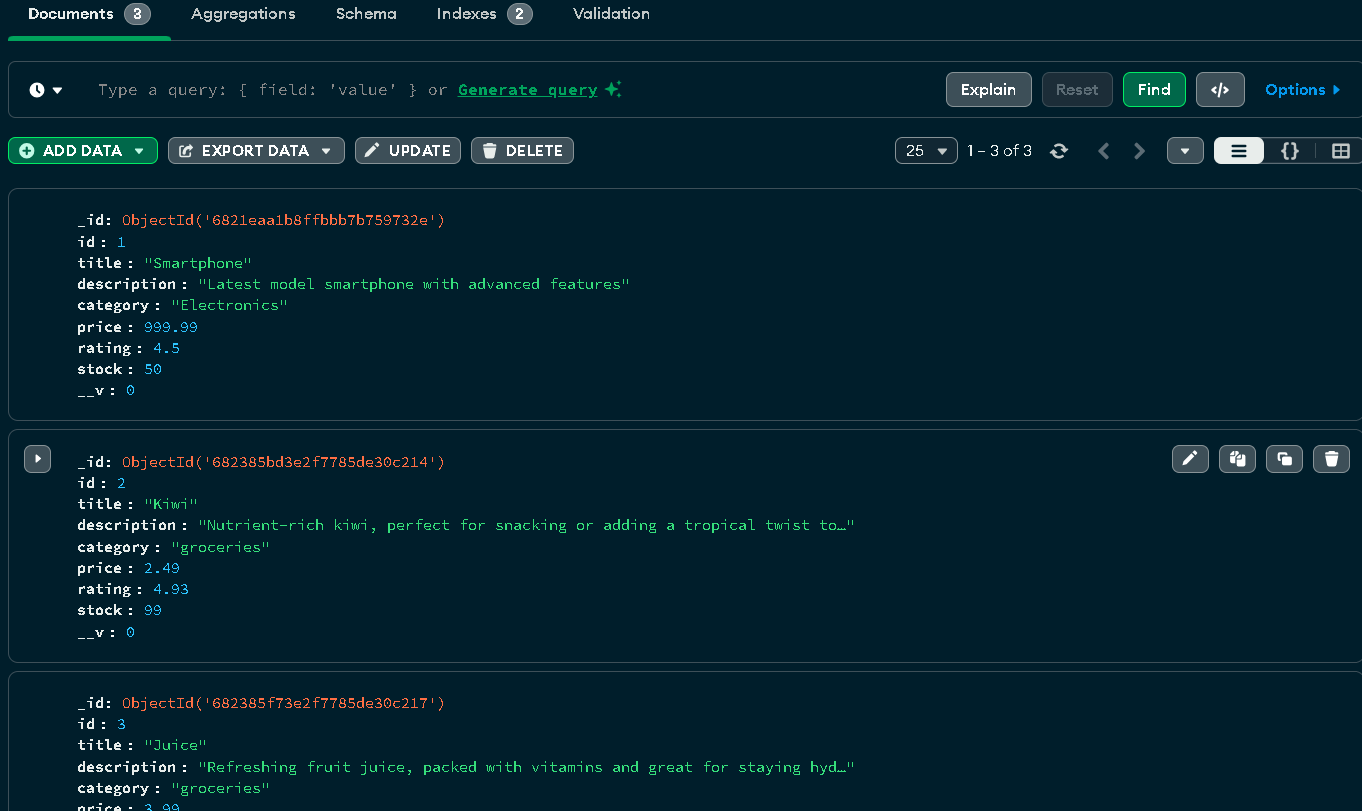 Documents 3 Aggregations Schema Indexes 2 Validation
Type a query: { field: 'value' } or Generate query Explain Reset Find </> Options
ADD DATA EXPORT DATA UPDATE DELETE 25 1 – 3 of 3 {}
_id: ObjectId('6821eaa1b8ffbbb7b759732e')
id : 1
title : "Smartphone"
description : "Latest model smartphone with advanced features"
category : "Electronics"
price : 999.99
rating : 4.5
stock : 50
__v : 0
_id: ObjectId('682385bd3e2f7785de30c214')
id : 2
title : "Kiwi"
description : "Nutrient-rich kiwi, perfect for snacking or adding a tropical twist to…"
category : "groceries"
price : 2.49
rating : 4.93
stock : 99
__v : 0
_id: ObjectId('682385f73e2f7785de30c217')
id : 3
title : "Juice"
description : "Refreshing fruit juice, packed with vitamins and great for staying hyd…"
category : "groceries"
price : 3.99